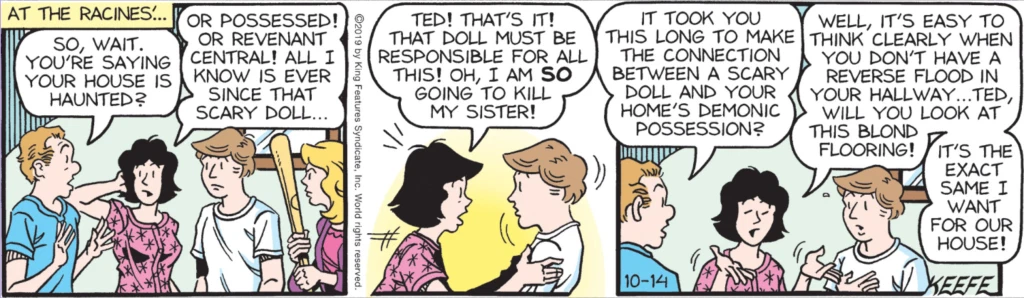 AT THE RACINES'...
SO, WAIT.
YOU'RE SAYING
YOUR HOUSE IS
HAUNTED?
OR POSSESSED!
OR REVENANT
CENTRAL! ALL I
KNOW IS EVER
SINCE THAT
SCARY DOLL...
©2019 by King Features Syndicate, Inc. World rights reserved.
TED! THAT'S IT!
THAT DOLL MUST BE
RESPONSIBLE FOR ALL
THIS! OH, I AM SO
GOING TO KILL
MY SISTER!
IT TOOK YOU
THIS LONG TO MAKE
THE CONNECTION
BETWEEN A SCARY
DOLL AND YOUR
HOME'S DEMONIC
POSSESSION?
WELL, IT'S EASY TO
THINK CLEARLY WHEN
YOU DON'T HAVE A
REVERSE FLOOD IN
YOUR HALLWAY...TED,
WILL YOU LOOK AT
THIS BLOND
FLOORING!
IT'S THE
EXACT
SAME I
WANT
FOR OUR
HOUSE!
10-14
KEEFE